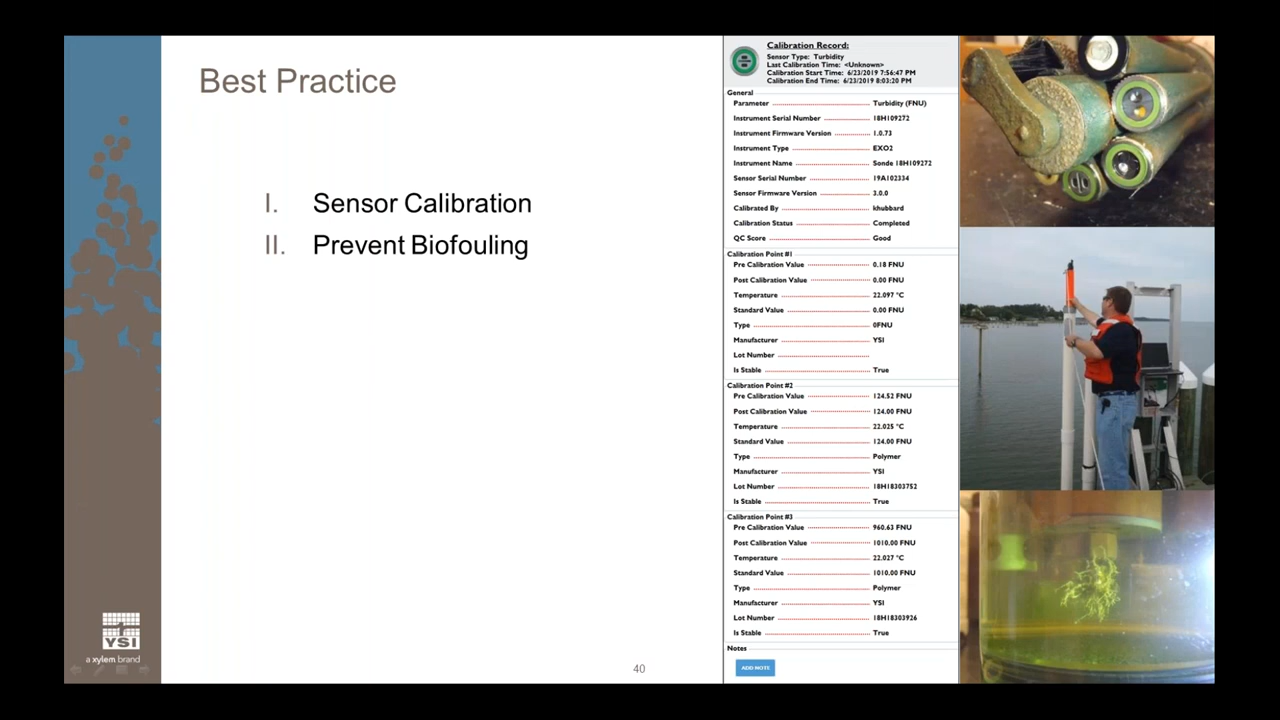 Best Practice
I. Sensor Calibration
II. Prevent Biofouling
YSI
a xylem brand
40
Calibration Record:
Sensor Type: Turbidity
Last Calibration Time: <Unknown>
Calibration Start Time: 6/23/2019 7:56:47 PM
Calibration End Time: 6/23/2019 8:03:20 PM
General
Parameter Turbidity (FNU)
Instrument Serial Number 18H109272
Instrument Firmware Version 1.0.73
Instrument Type EXO2
Instrument Name Sonde 18H109272
Sensor Serial Number 19A102334
Sensor Firmware Version 3.0.0
Calibrated By khubbard
Calibration Status Completed
QC Score Good
Calibration Point #1
Pre Calibration Value 0.18 FNU
Post Calibration Value 0.00 FNU
Temperature 22.097 °C
Standard Value 0.00 FNU
Type 0FNU
Manufacturer YSI
Lot Number
Is Stable True
Calibration Point #2
Pre Calibration Value 124.52 FNU
Post Calibration Value 124.00 FNU
Temperature 22.025 °C
Standard Value 124.00 FNU
Type Polymer
Manufacturer YSI
Lot Number 18H18303752
Is Stable True
Calibration Point #3
Pre Calibration Value 960.63 FNU
Post Calibration Value 1010.00 FNU
Temperature 22.027 °C
Standard Value 1010.00 FNU
Type Polymer
Manufacturer YSI
Lot Number 18H18303926
Is Stable True
Notes
ADD NOTE